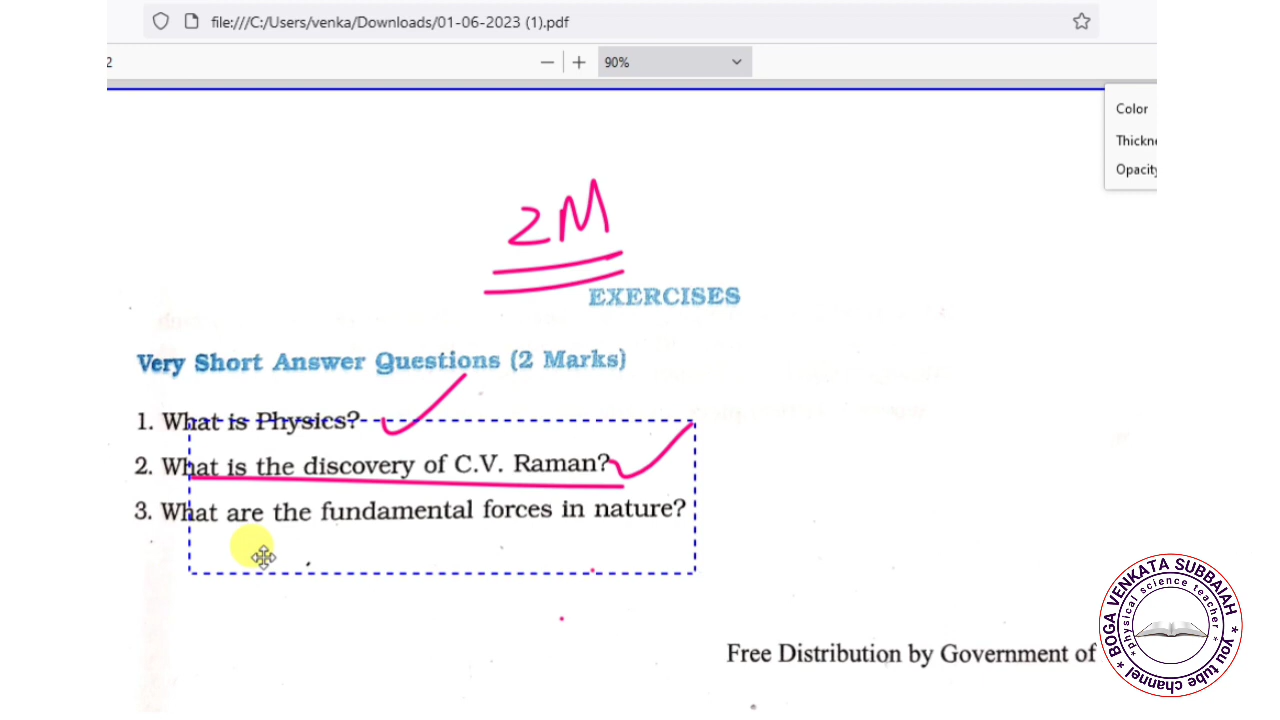 file:///C:/Users/venka/Downloads/01-06-2023 (1).pdf
2
90%
Color
Thickne
Opacity
2M
EXERCISES
Very Short Answer Questions (2 Marks)
1. What is Physics?
2. What is the discovery of C.V. Raman?
3. What are the fundamental forces in nature?
Free Distribution by Government of
BOGA VENKATA SUBBAIAH * you tube channel *
* physical science teacher *